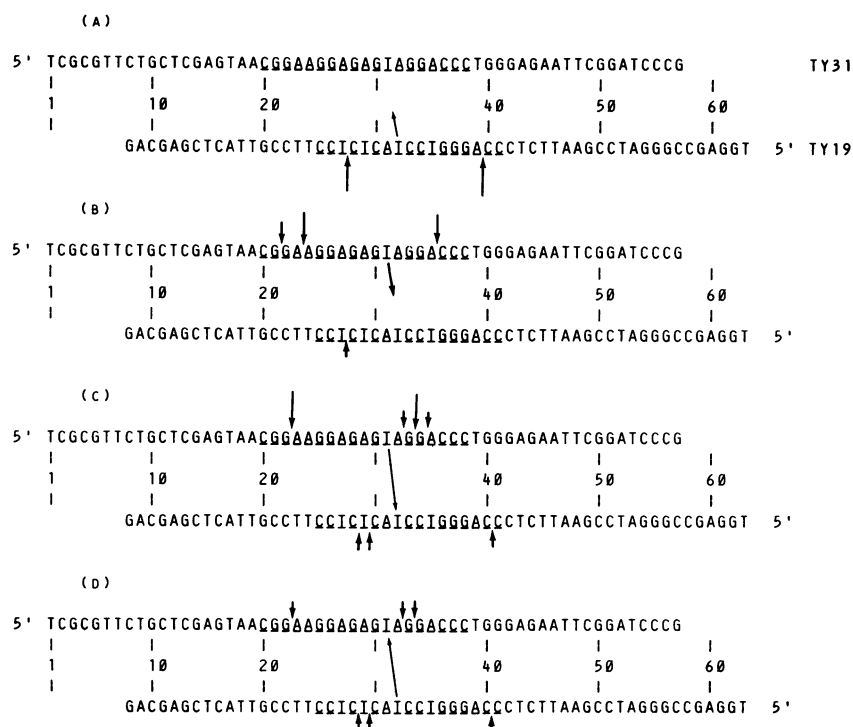 (A)
5' TCGCGTTCTGCTCGAGTAACGGAAGGAGAGTAGGACCCTGGGAGAATTCGGATCCCG TY31
1 10 20 40 50 60
GACGAGCTCATTGCCTTCCTCTCATCCTGGGACCCTCTTAAGCCTAGGGCCGAGGT 5' TY19
(B)
5' TCGCGTTCTGCTCGAGTAACGGAAGGAGAGTAGGACCCTGGGAGAATTCGGATCCCG
1 10 20 40 50 60
GACGAGCTCATTGCCTTCCTCTCATCCTGGGACCCTCTTAAGCCTAGGGCCGAGGT 5'
(C)
5' TCGCGTTCTGCTCGAGTAACGGAAGGAGAGTAGGACCCTGGGAGAATTCGGATCCCG
1 10 20 40 50 60
GACGAGCTCATTGCCTTCCTCTCATCCTGGGACCCTCTTAAGCCTAGGGCCGAGGT 5'
(D)
5' TCGCGTTCTGCTCGAGTAACGGAAGGAGAGTAGGACCCTGGGAGAATTCGGATCCCG
1 10 20 40 50 60
GACGAGCTCATTGCCTTCCTCTCATCCTGGGACCCTCTTAAGCCTAGGGCCGAGGT 5'